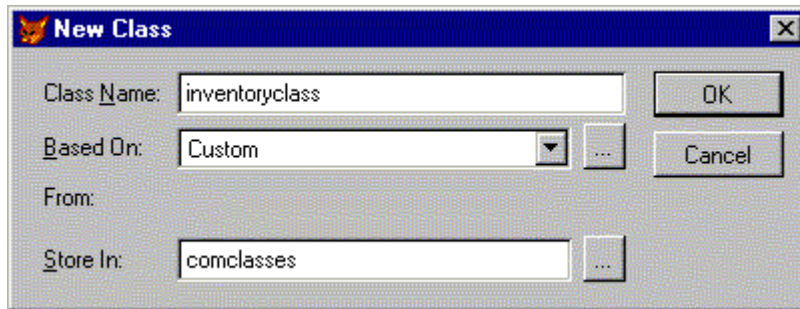 New Class
Class Name: inventoryclass OK
Based On: Custom ... Cancel
From:
Store In: comclasses ...